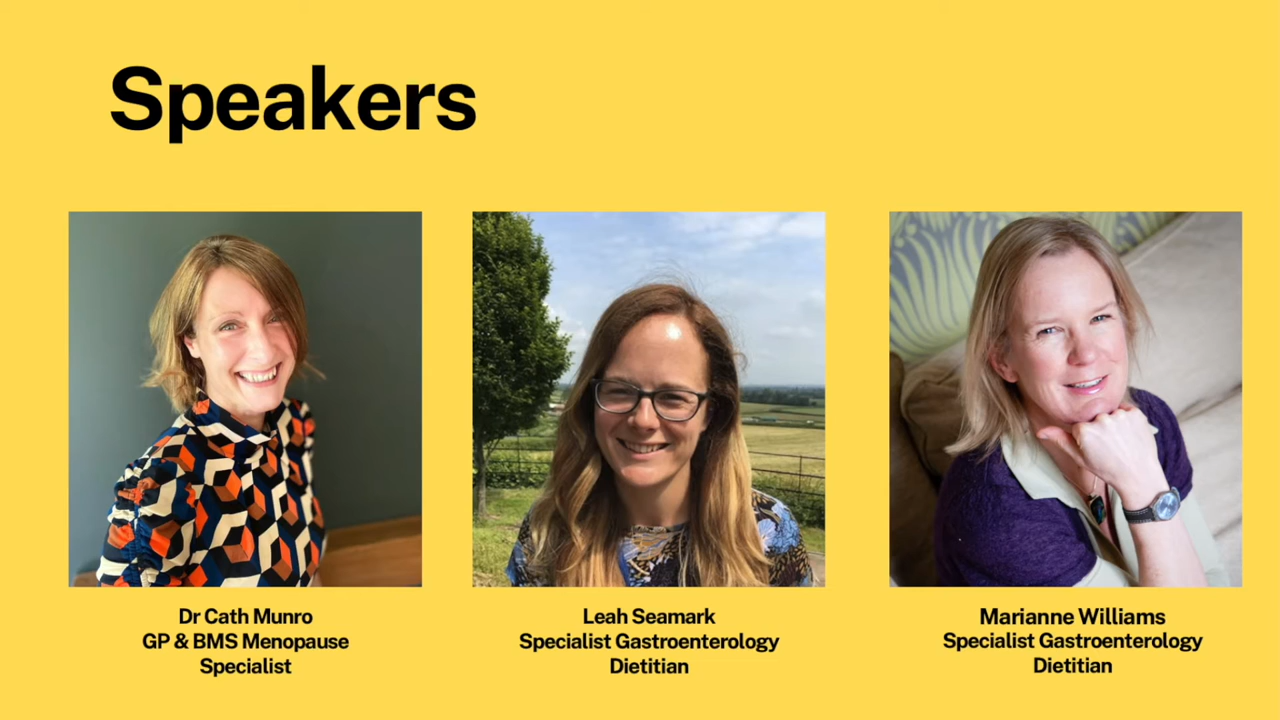 Speakers
Dr Cath Munro
GP & BMS Menopause
Specialist
Leah Seamark
Specialist Gastroenterology
Dietitian
Marianne Williams
Specialist Gastroenterology
Dietitian